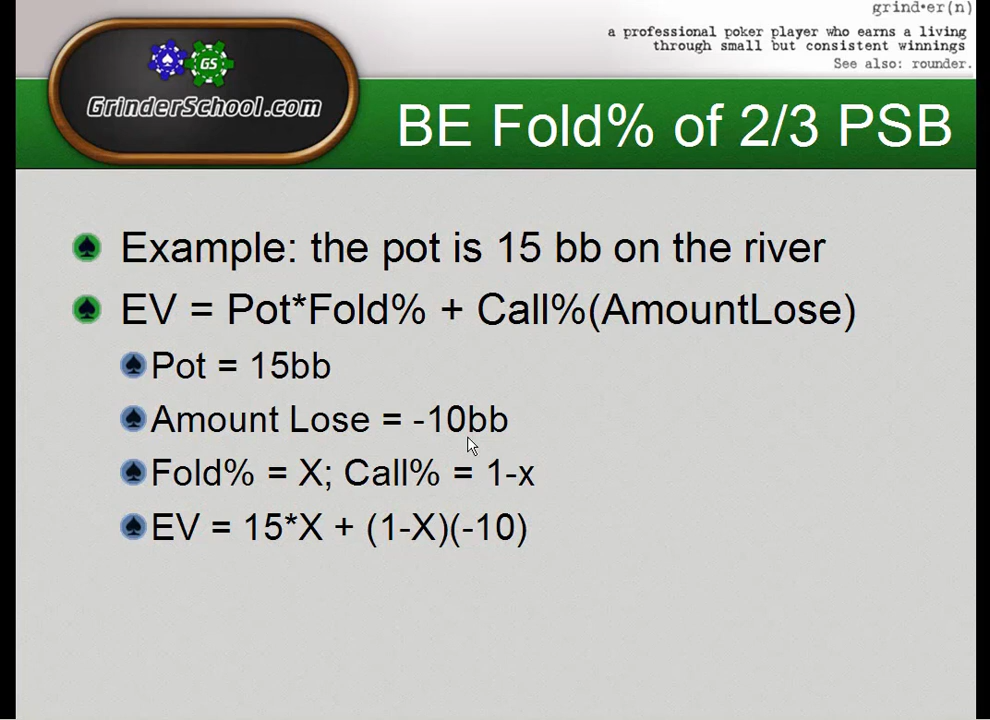 grind•er(n)
a professional poker player who earns a living
through small but consistent winnings
See also: rounder.
GS
GrinderSchool.com
BE Fold% of 2/3 PSB
Example: the pot is 15 bb on the river
EV = Pot*Fold% + Call%(AmountLose)
Pot = 15bb
Amount Lose = -10bb
Fold% = X; Call% = 1-x
EV = 15*X + (1-X)(-10)